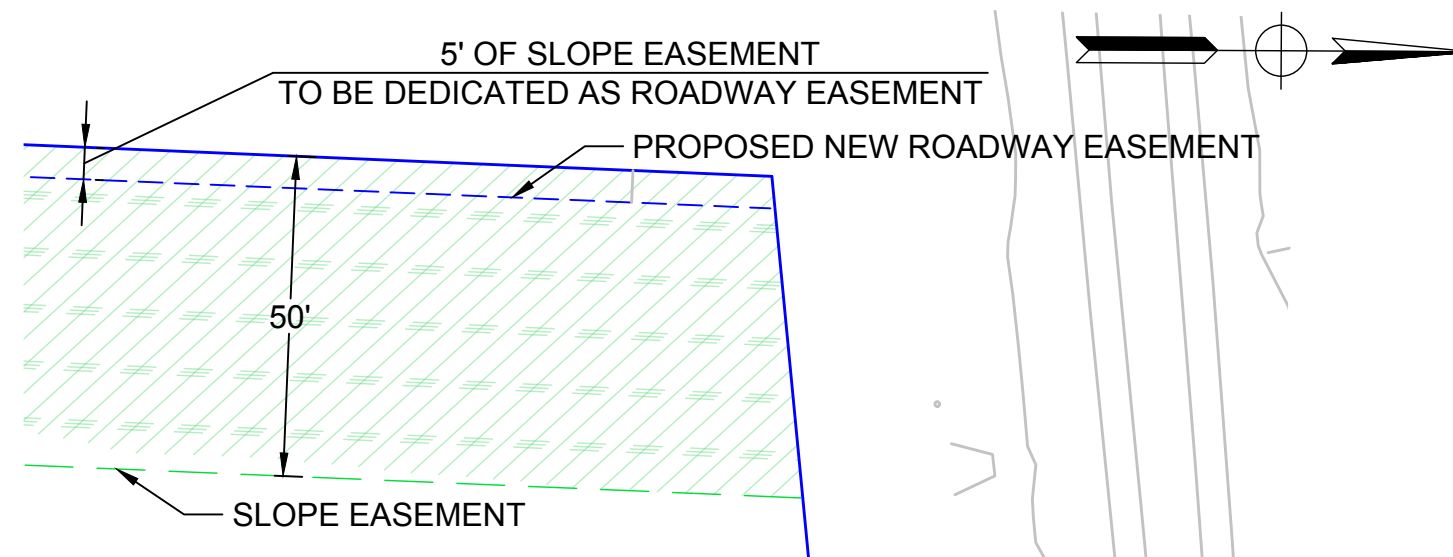 5' OF SLOPE EASEMENT
TO BE DEDICATED AS ROADWAY EASEMENT
PROPOSED NEW ROADWAY EASEMENT
50'
SLOPE EASEMENT